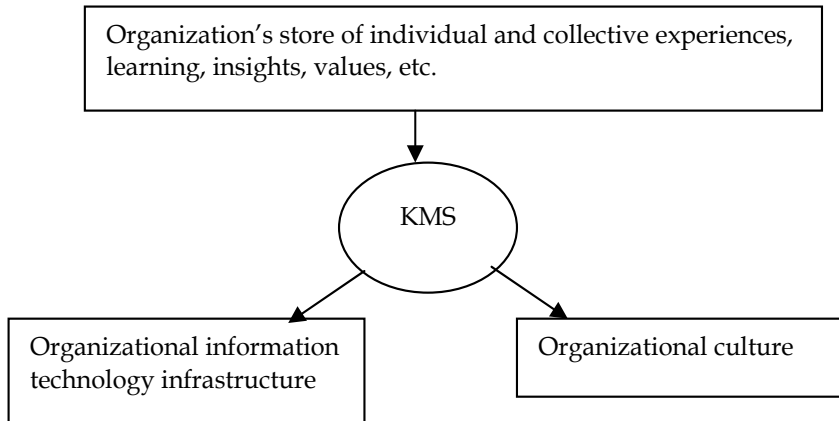 Organization’s store of individual and collective experiences,
learning, insights, values, etc.
KMS
Organizational information
technology infrastructure
Organizational culture